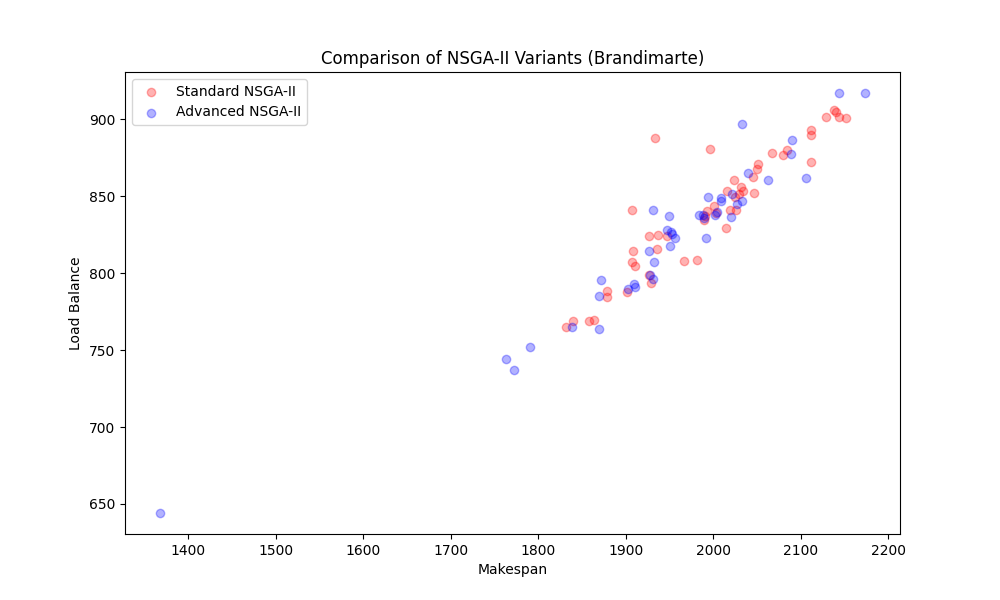 Comparison of NSGA-II Variants (Brandimarte)
Standard NSGA-II
Advanced NSGA-II
Load Balance
900
850
800
750
700
650
1400 1500 1600 1700 1800 1900 2000 2100 2200
Makespan